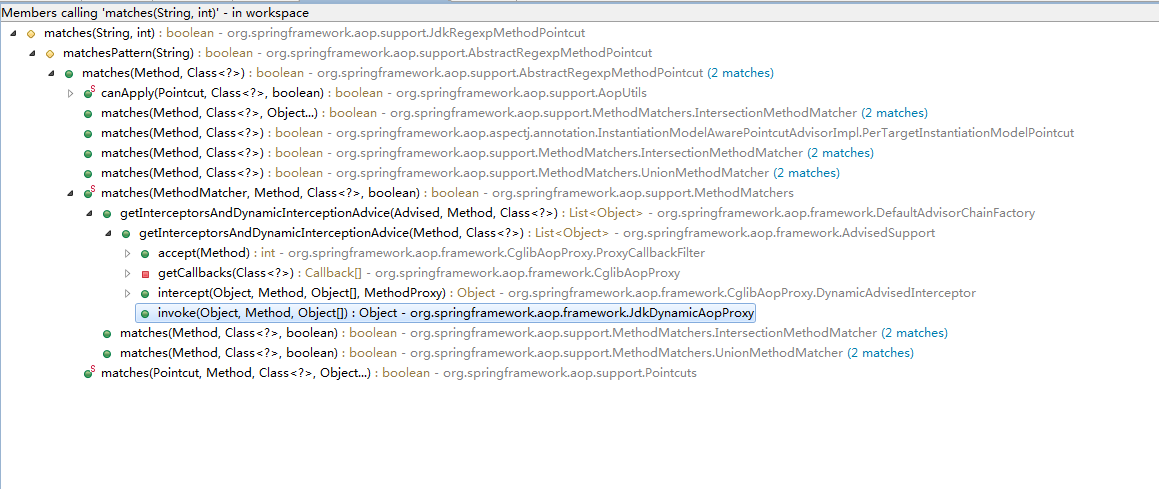 Members calling 'matches(String, int)' - in workspace
matches(String, int) : boolean - org.springframework.aop.support.JdkRegexpMethodPointcut
matchesPattern(String) : boolean - org.springframework.aop.support.AbstractRegexpMethodPointcut
matches(Method, Class<?>) : boolean - org.springframework.aop.support.AbstractRegexpMethodPointcut (2 matches)
canApply(Pointcut, Class<?>, boolean) : boolean - org.springframework.aop.support.AopUtils
matches(Method, Class<?>, Object...) : boolean - org.springframework.aop.support.MethodMatchers.IntersectionMethodMatcher (2 matches)
matches(Method, Class<?>) : boolean - org.springframework.aop.aspectj.annotation.InstantiationModelAwarePointcutAdvisorImpl.PerTargetInstantiationModelPointcut
matches(Method, Class<?>) : boolean - org.springframework.aop.support.MethodMatchers.IntersectionMethodMatcher (2 matches)
matches(Method, Class<?>) : boolean - org.springframework.aop.support.MethodMatchers.UnionMethodMatcher (2 matches)
S matches(MethodMatcher, Method, Class<?>, boolean) : boolean - org.springframework.aop.support.MethodMatchers
getInterceptorsAndDynamicInterceptionAdvice(Advised, Method, Class<?>) : List<Object> - org.springframework.aop.framework.DefaultAdvisorChainFactory
getInterceptorsAndDynamicInterceptionAdvice(Method, Class<?>) : List<Object> - org.springframework.aop.framework.AdvisedSupport
accept(Method) : int - org.springframework.aop.framework.CglibAopProxy.ProxyCallbackFilter
getCallbacks(Class<?>) : Callback[] - org.springframework.aop.framework.CglibAopProxy
intercept(Object, Method, Object[], MethodProxy) : Object - org.springframework.aop.framework.CglibAopProxy.DynamicAdvisedInterceptor
invoke(Object, Method, Object[]) : Object - org.springframework.aop.framework.JdkDynamicAopProxy
matches(Method, Class<?>, boolean) : boolean - org.springframework.aop.support.MethodMatchers.IntersectionMethodMatcher (2 matches)
matches(Method, Class<?>, boolean) : boolean - org.springframework.aop.support.MethodMatchers.UnionMethodMatcher (2 matches)
matches(Pointcut, Method, Class<?>, Object...) : boolean - org.springframework.aop.support.Pointcuts